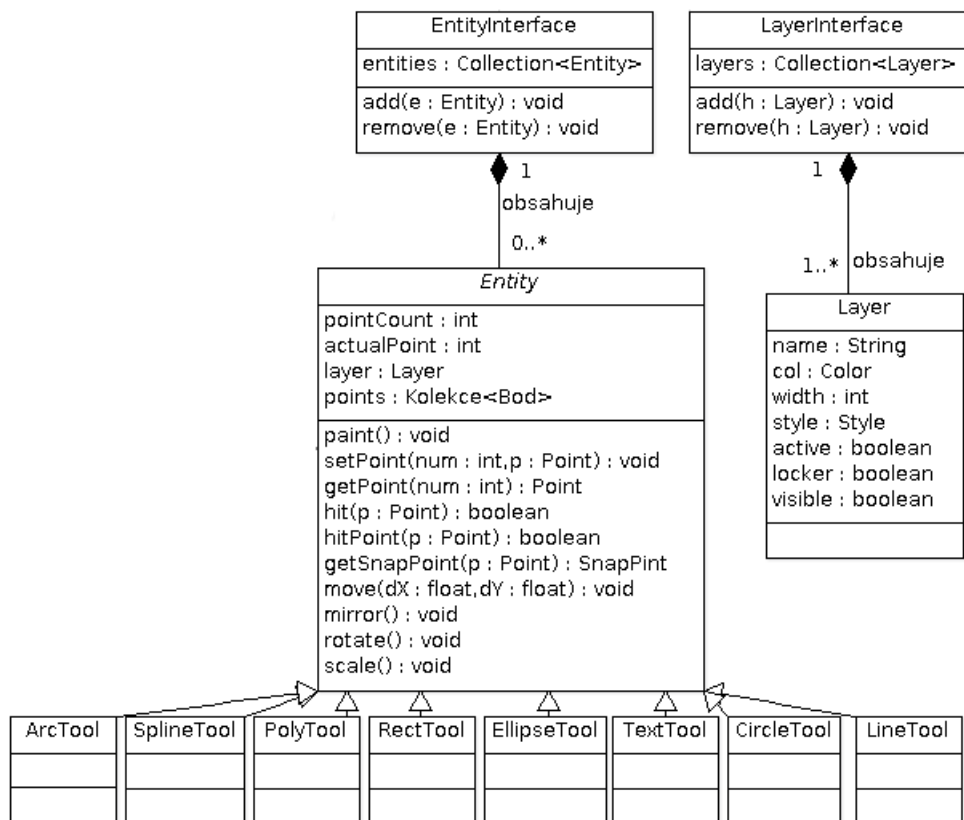 EntityInterface
entities : Collection<Entity>
add(e : Entity) : void
remove(e : Entity) : void
LayerInterface
layers : Collection<Layer>
add(h : Layer) : void
remove(h : Layer) : void
1
obsahuje
0..*
1
1..*
obsahuje
Entity
pointCount : int
actualPoint : int
layer : Layer
points : Kolekce<Bod>
paint() : void
setPoint(num : int,p : Point) : void
getPoint(num : int) : Point
hit(p : Point) : boolean
hitPoint(p : Point) : boolean
getSnapPoint(p : Point) : SnapPint
move(dX : float,dY : float) : void
mirror() : void
rotate() : void
scale() : void
Layer
name : String
col : Color
width : int
style : Style
active : boolean
locker : boolean
visible : boolean
ArcTool
SplineTool
PolyTool
RectTool
EllipseTool
TextTool
CircleTool
LineTool